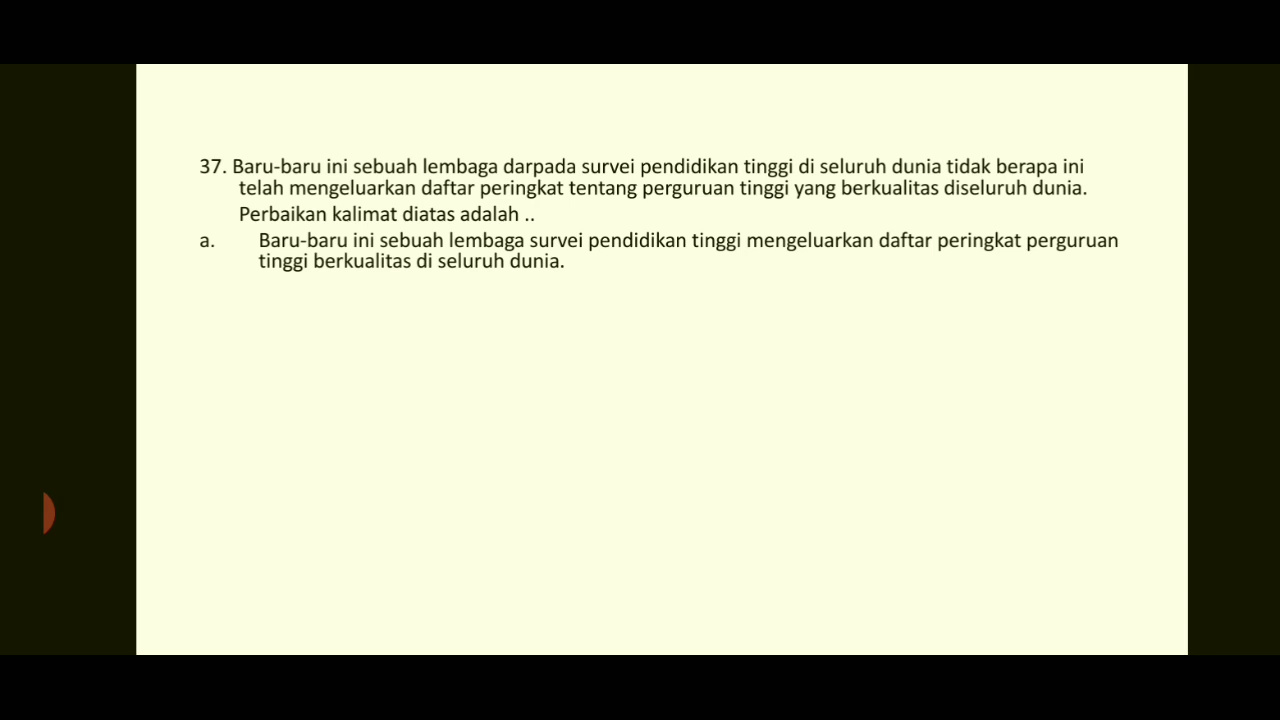 37. Baru-baru ini sebuah lembaga darpada survei pendidikan tinggi di seluruh dunia tidak berapa ini
telah mengeluarkan daftar peringkat tentang perguruan tinggi yang berkualitas diseluruh dunia.
Perbaikan kalimat diatas adalah ..
a. Baru-baru ini sebuah lembaga survei pendidikan tinggi mengeluarkan daftar peringkat perguruan
tinggi berkualitas di seluruh dunia.